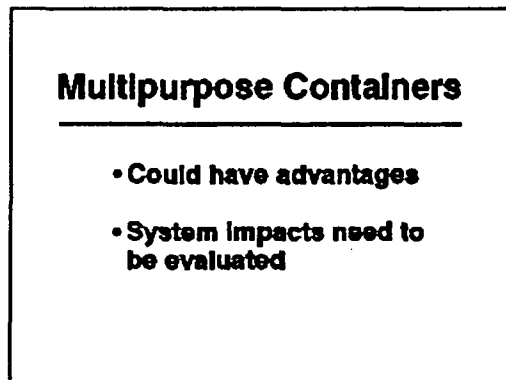 Multipurpose Containers
• Could have advantages
• System impacts need to
be evaluated